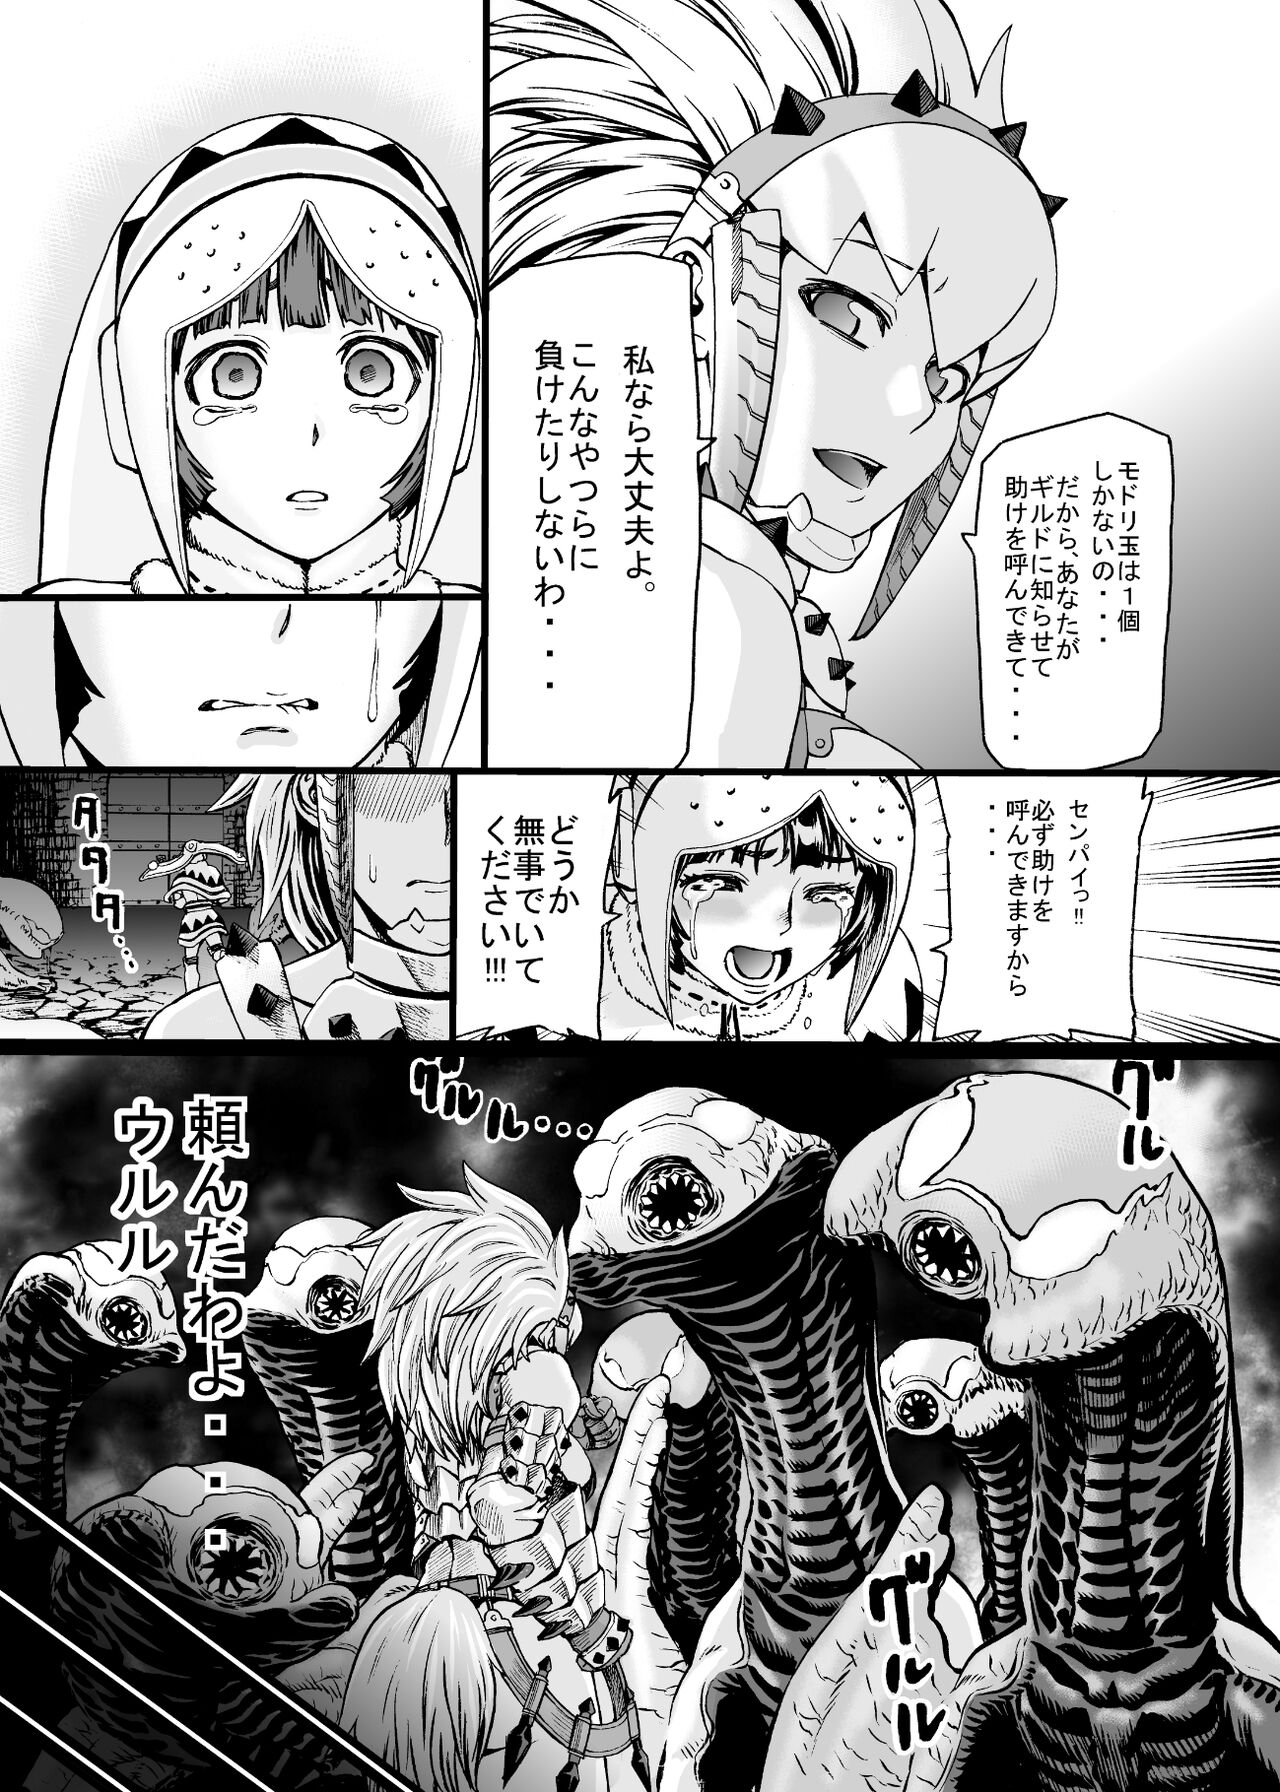 モドリ玉は1個
しかないの・・・
だから､あなたが
ギルドに知らせて
助けを呼んできて・・・
私なら大丈夫よ。
こんなやつらに
負けたりしないわ・・・
センパイっ!!
必ず助けを
呼んできますから
・・・
どうか
無事でいて
ください!!!
タタタ・・・
グルルル・・・
グルル
グルルル
頼んだわよ・・・
ウルル